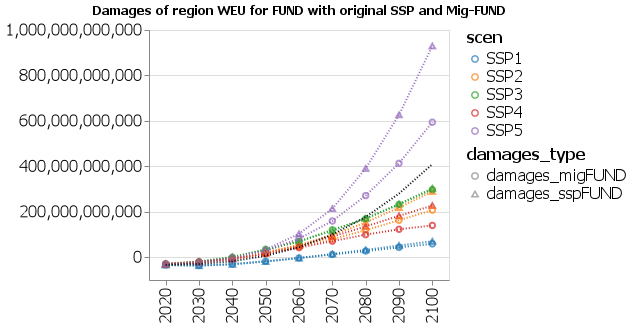 Damages of region WEU for FUND with original SSP and Mig-FUND
1,000,000,000,000
800,000,000,000
600,000,000,000
400,000,000,000
200,000,000,000
0
2020
2030
2040
2050
2060
2070
2080
2090
2100
scen
SSP1
SSP2
SSP3
SSP4
SSP5
damages_type
damages_migFUND
damages_sspFUND